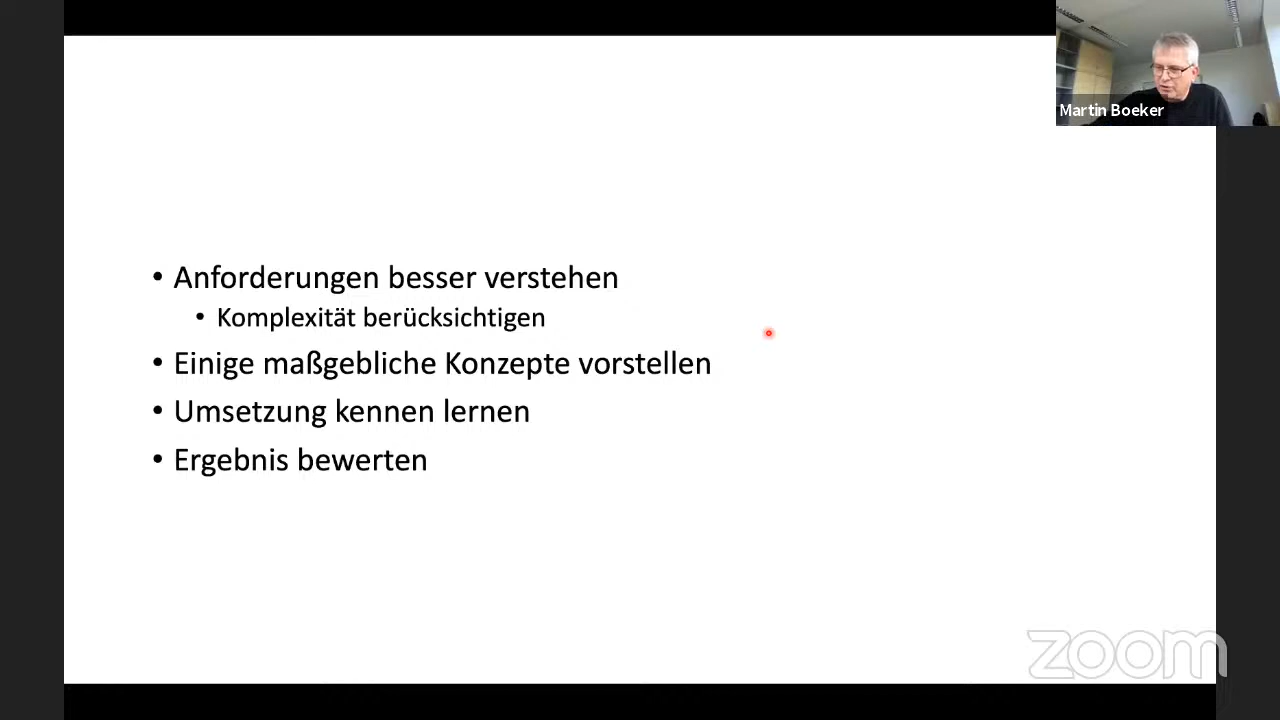 Martin Boeker
• Anforderungen besser verstehen
• Komplexität berücksichtigen
• Einige maßgebliche Konzepte vorstellen
• Umsetzung kennen lernen
• Ergebnis bewerten
zoom